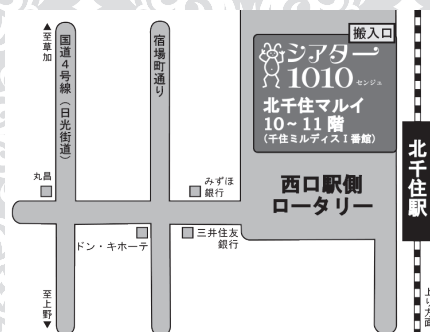 ▲至草加
国道4号線（日光街道）
宿場町通り
搬入口
シアター
1010 センジュ
北千住マルイ
10~11階
(千住ミルディスⅠ番館)
北千住駅
丸昌
みずほ
銀行
西口駅側
ロータリー
ドン・キホーテ
三井住友
銀行
至上野▼
上り方面